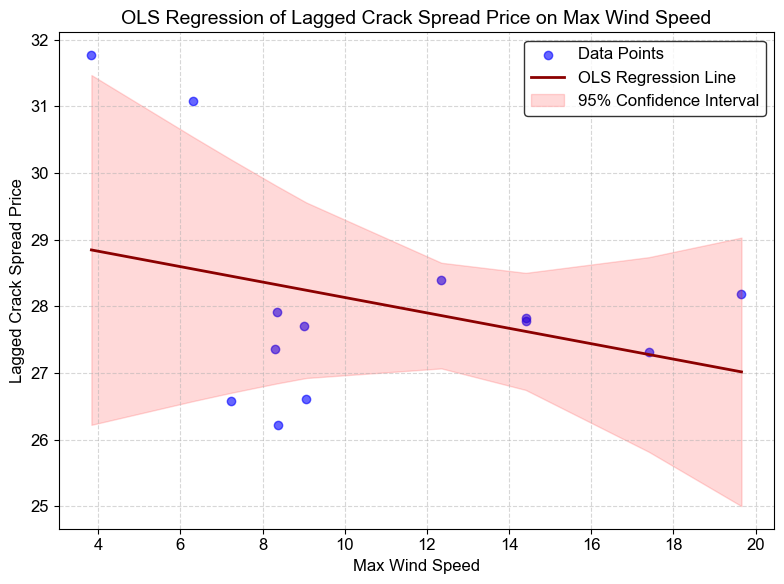 OLS Regression of Lagged Crack Spread Price on Max Wind Speed
Data Points
OLS Regression Line
95% Confidence Interval
Lagged Crack Spread Price
32
31
30
29
28
27
26
25
4 6 8 10 12 14 16 18 20
Max Wind Speed